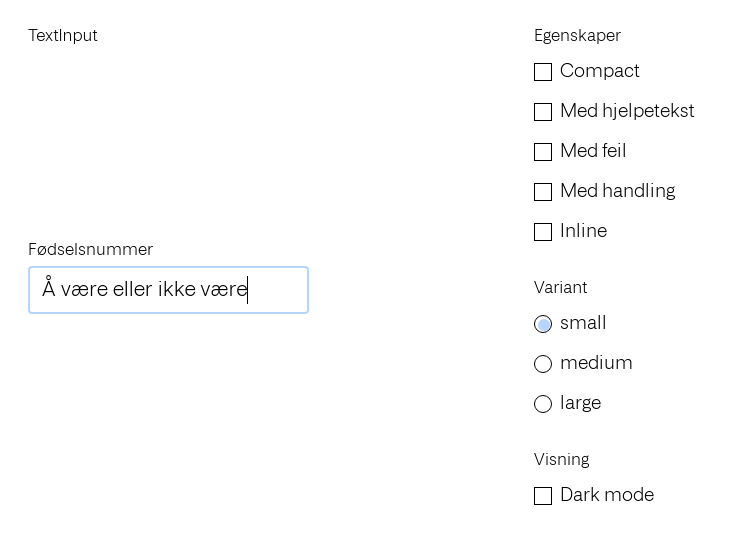 TextInput
Fødselsnummer
Å være eller ikke være
Egenskaper
Compact
Med hjelpetekst
Med feil
Med handling
Inline
Variant
small
medium
large
Visning
Dark mode